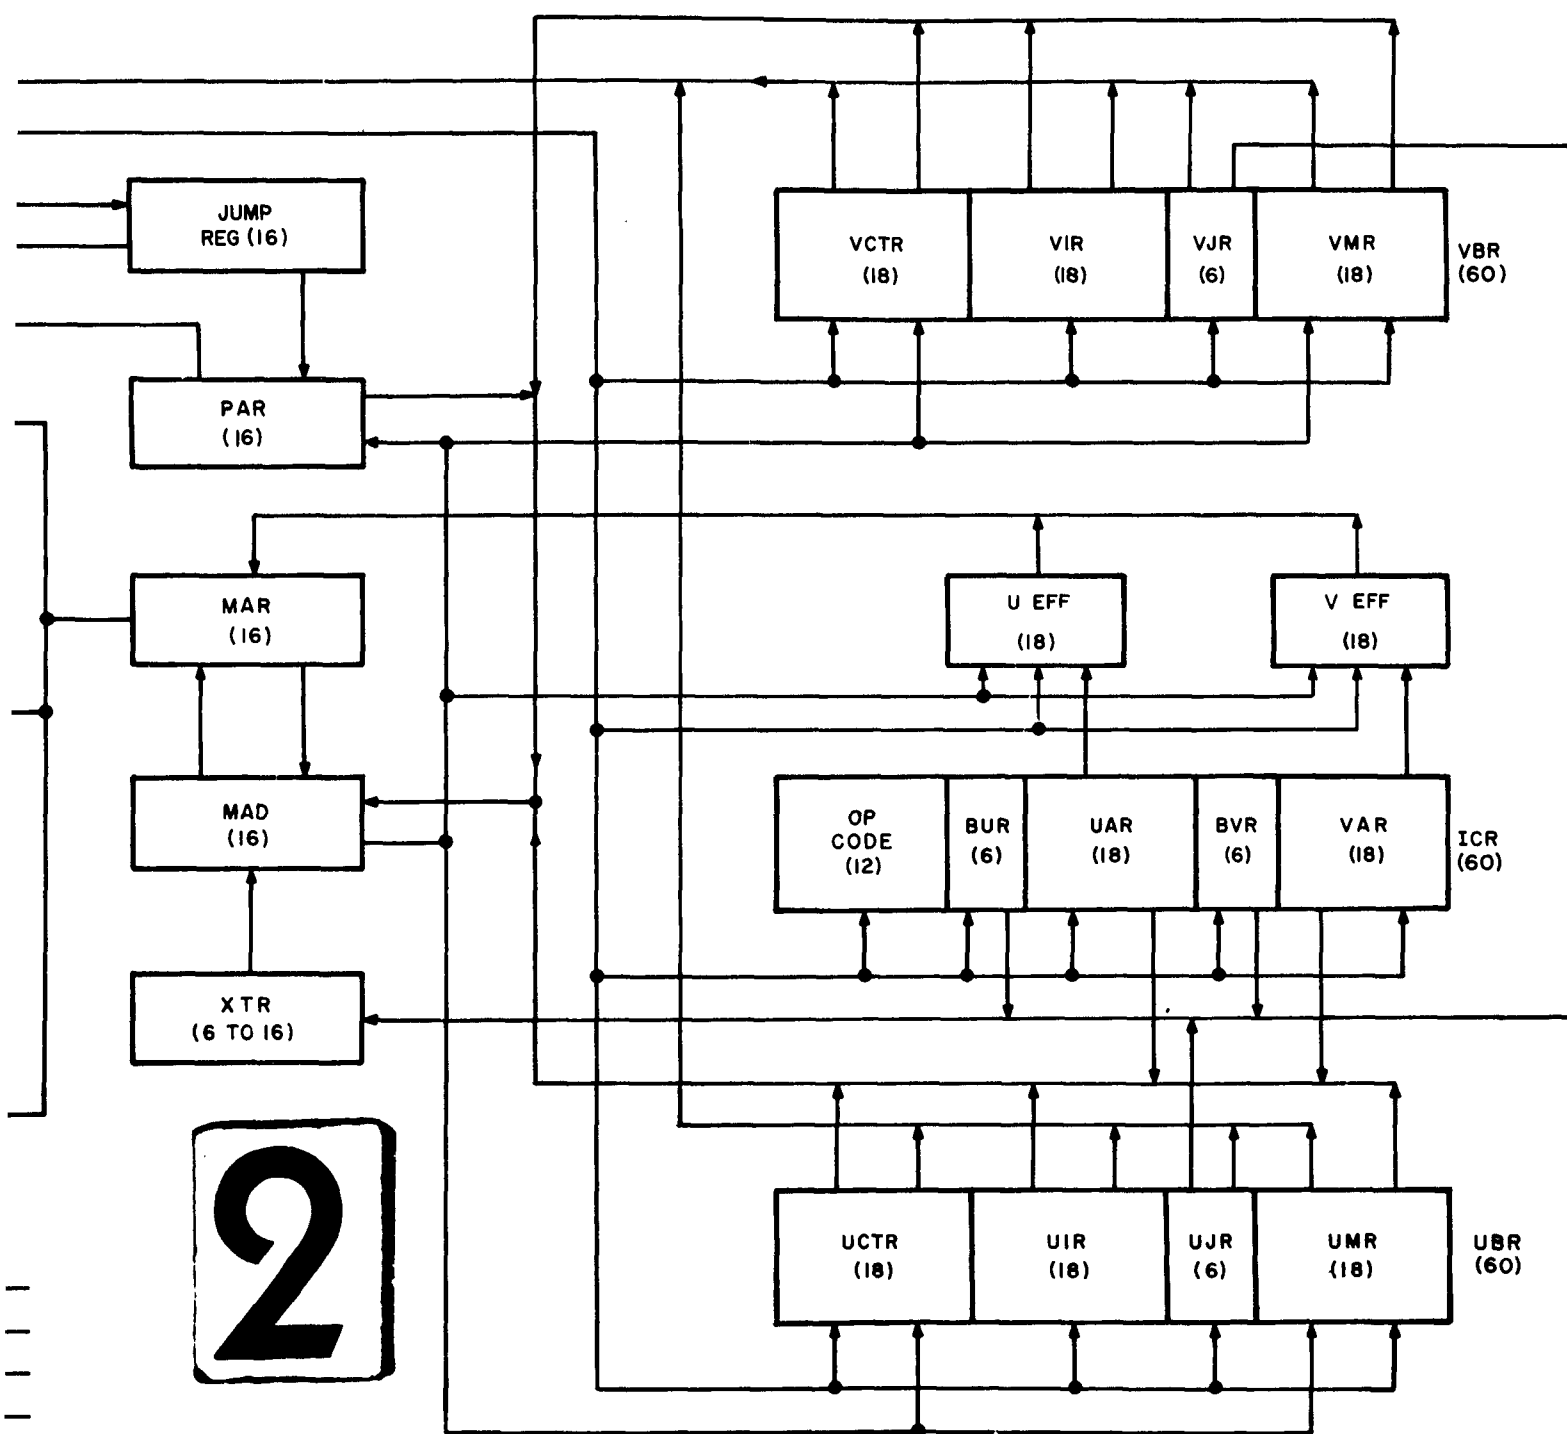 JUMP
REG (16)
VCTR
(18)
VIR
(18)
VJR
(6)
VMR
(18)
VBR
(60)
PAR
(16)
MAR
(16)
U EFF
(18)
V EFF
(18)
MAD
(16)
OP
CODE
(12)
BUR
(6)
UAR
(18)
BVR
(6)
VAR
(18)
ICR
(60)
XTR
(6 TO 16)
2
UCTR
(18)
UIR
(18)
UJR
(6)
UMR
(18)
UBR
(60)